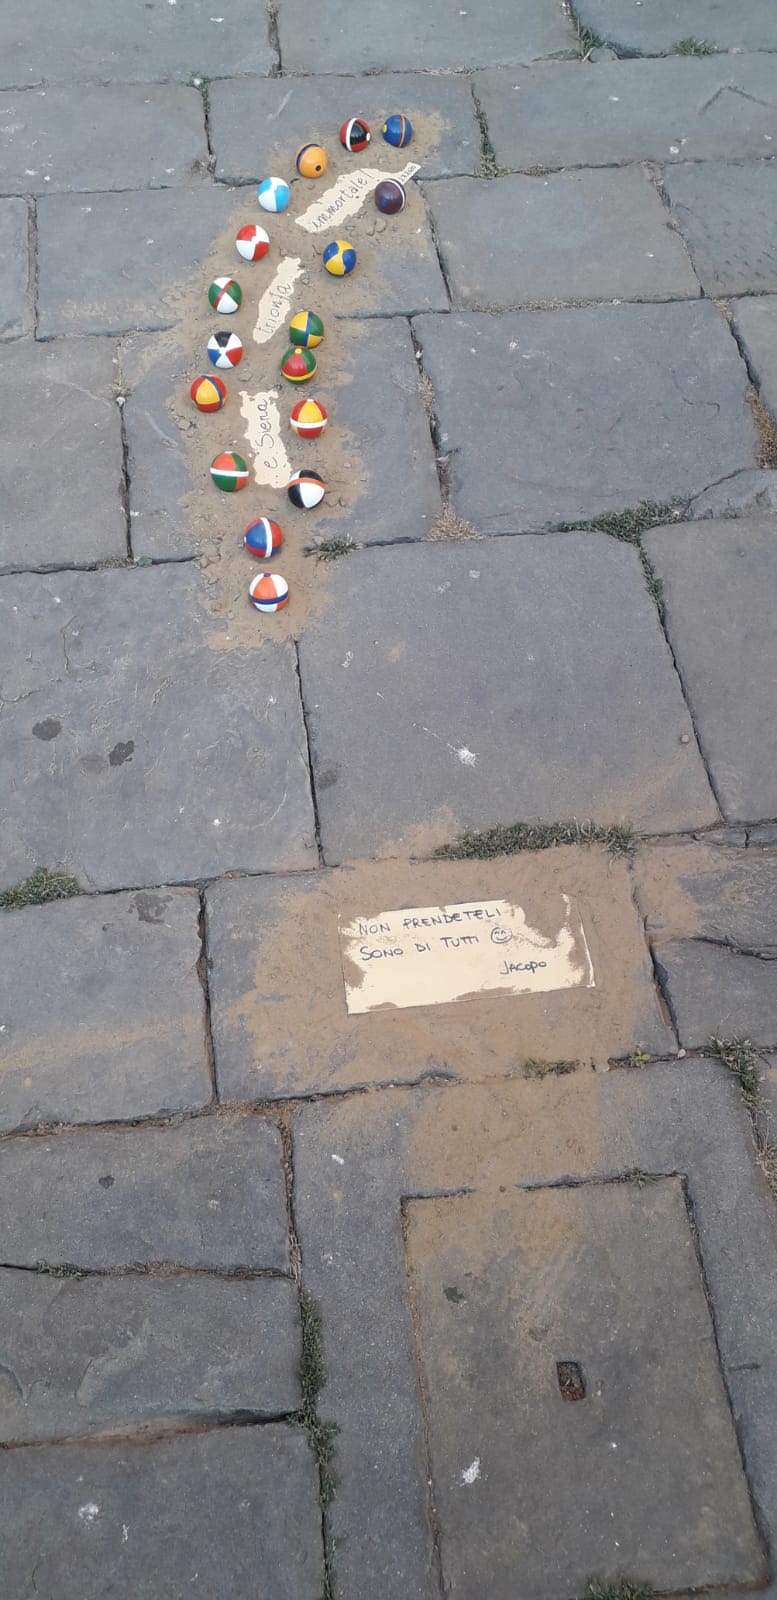 immortale!
trionfa
e Siena
NON PRENDETELI
SONO DI TUTTI
JACOPO